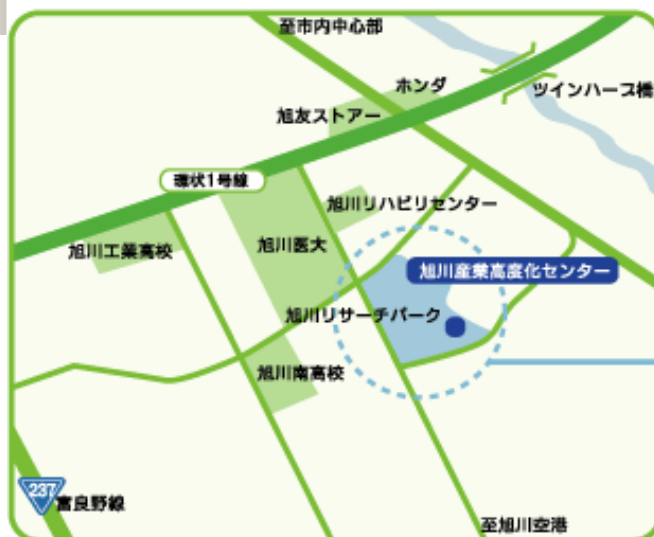 至市内中心部
ホンダ
ツインハープ橋
旭友ストアー
環状1号線
旭川リハビリセンター
旭川工業高校
旭川医大
旭川産業高度化センター
旭川リサーチパーク
旭川南高校
237
富良野線
至旭川空港